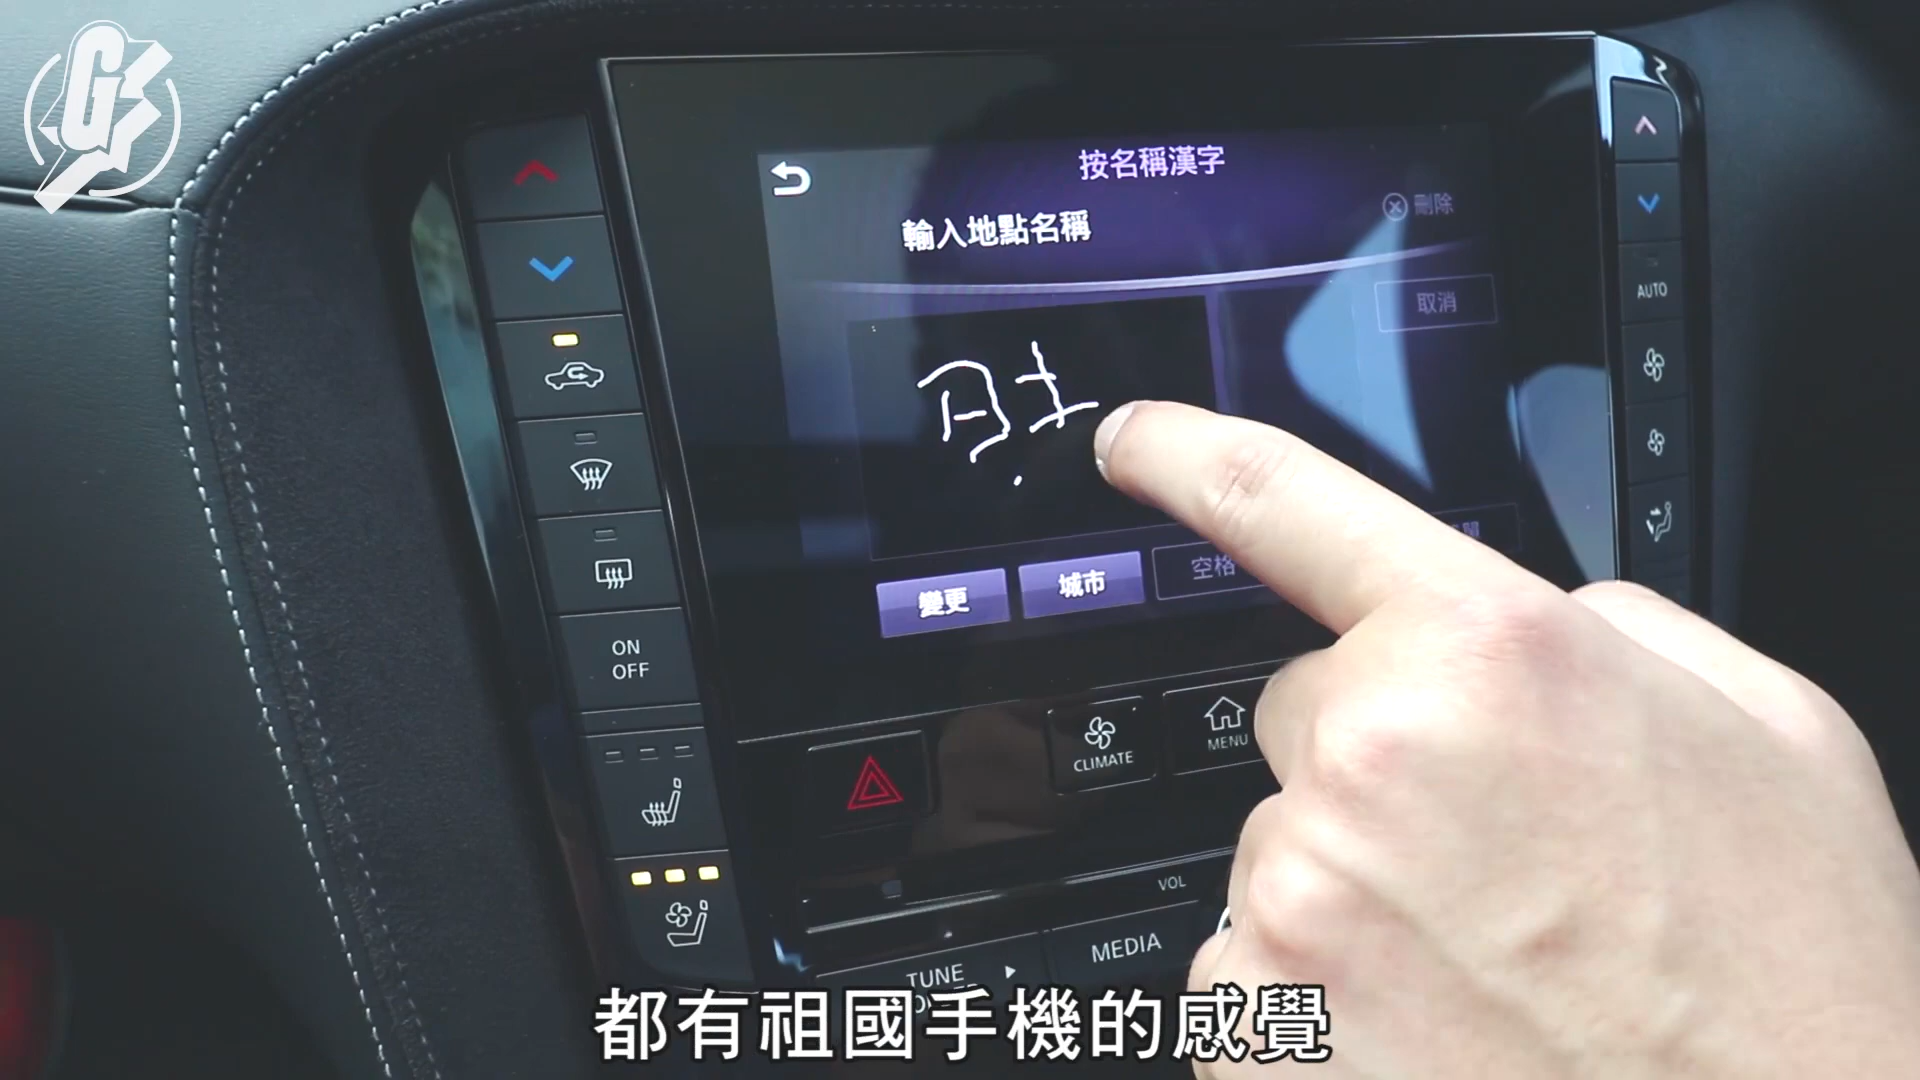 按名稱漢字
輸入地點名稱
刪除
取消
變更
城市
空格
AUTO
ON
OFF
CLIMATE
MENU
VOL
MEDIA
TUNE
都有祖國手機的感覺